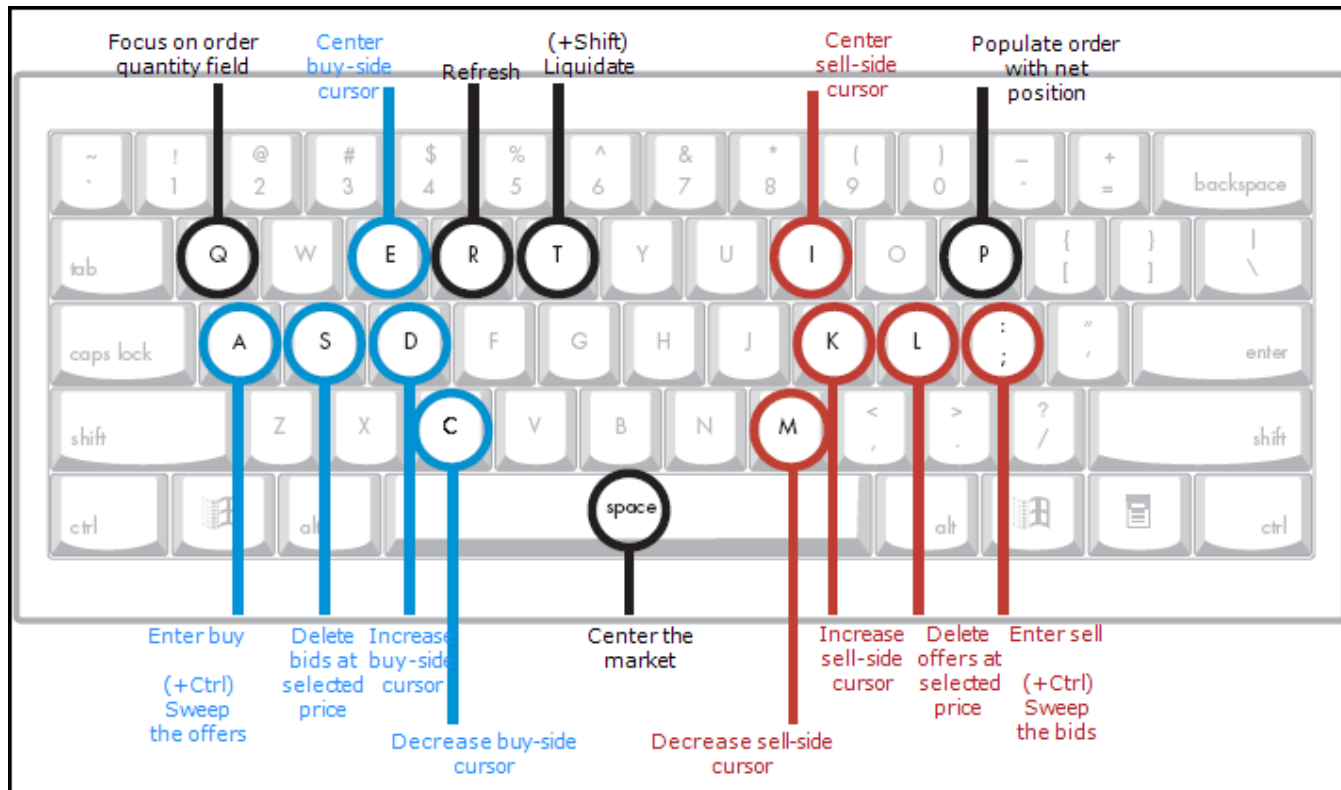 Focus on order
quantity field
Center
buy-side
cursor
Refresh
(+Shift)
Liquidate
Center
sell-side
cursor
Populate order
with net
position
~ ! @ # $ % ^ & * ( ) _ +
` 1 2 3 4 5 6 7 8 9 0 - = backspace
tab Q W E R T Y U I O P { } |
[ ] \
caps lock A S D F G H J K L : " enter
; '
shift Z X C V B N M < > ? shift
, . /
ctrl alt space alt ctrl
Enter buy
(+Ctrl)
Sweep
the offers
Delete
bids at
selected
price
Increase
buy-side
cursor
Decrease buy-side
cursor
Center the
market
Decrease sell-side
cursor
Increase
sell-side
cursor
Delete
offers at
selected
price
Enter sell
(+Ctrl)
Sweep
the bids